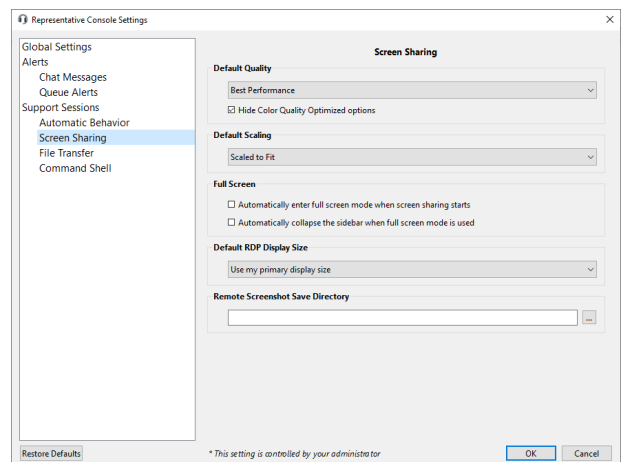 Representative Console Settings
Global Settings
Alerts
Chat Messages
Queue Alerts
Support Sessions
Automatic Behavior
Screen Sharing
File Transfer
Command Shell
Screen Sharing
Default Quality
Best Performance
Hide Color Quality Optimized options
Default Scaling
Scaled to Fit
Full Screen
Automatically enter full screen mode when screen sharing starts
Automatically collapse the sidebar when full screen mode is used
Default RDP Display Size
Use my primary display size
Remote Screenshot Save Directory
...
Restore Defaults
* This setting is controlled by your administrator
OK
Cancel